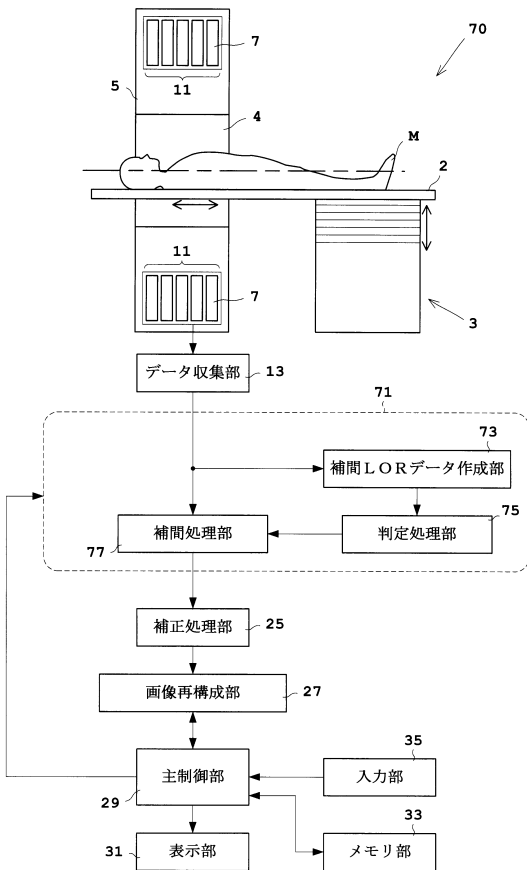 7
70
5
11
4
M
2
11
7
3
データ収集部
13
71
73
補間LORデータ作成部
75
補間処理部
判定処理部
77
補正処理部
25
画像再構成部
27
35
主制御部
入力部
29
33
31
表示部
メモリ部